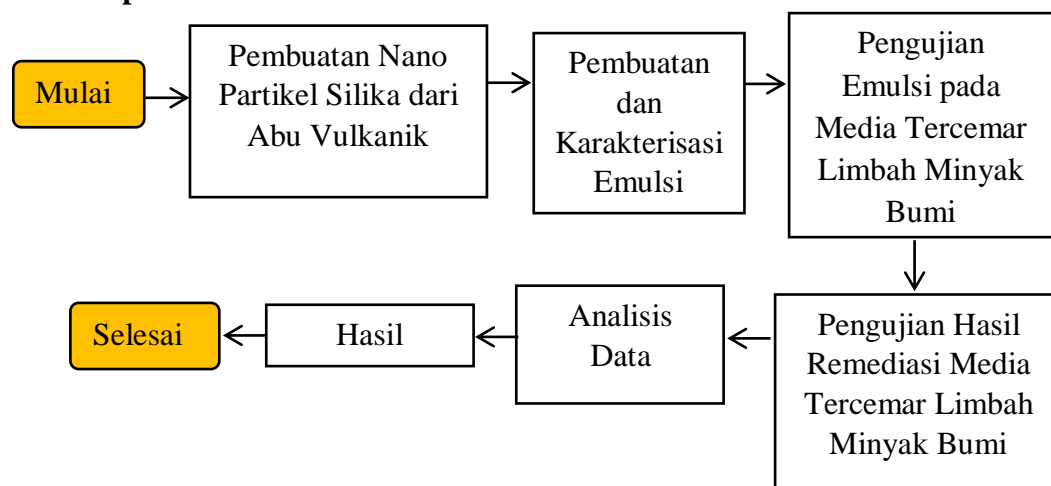 Mulai
Pembuatan Nano
Partikel Silika dari
Abu Vulkanik
Pembuatan
dan
Karakterisasi
Emulsi
Pengujian
Emulsi pada
Media Tercemar
Limbah Minyak
Bumi
Pengujian Hasil
Remediasi Media
Tercemar Limbah
Minyak Bumi
Analisis
Data
Hasil
Selesai